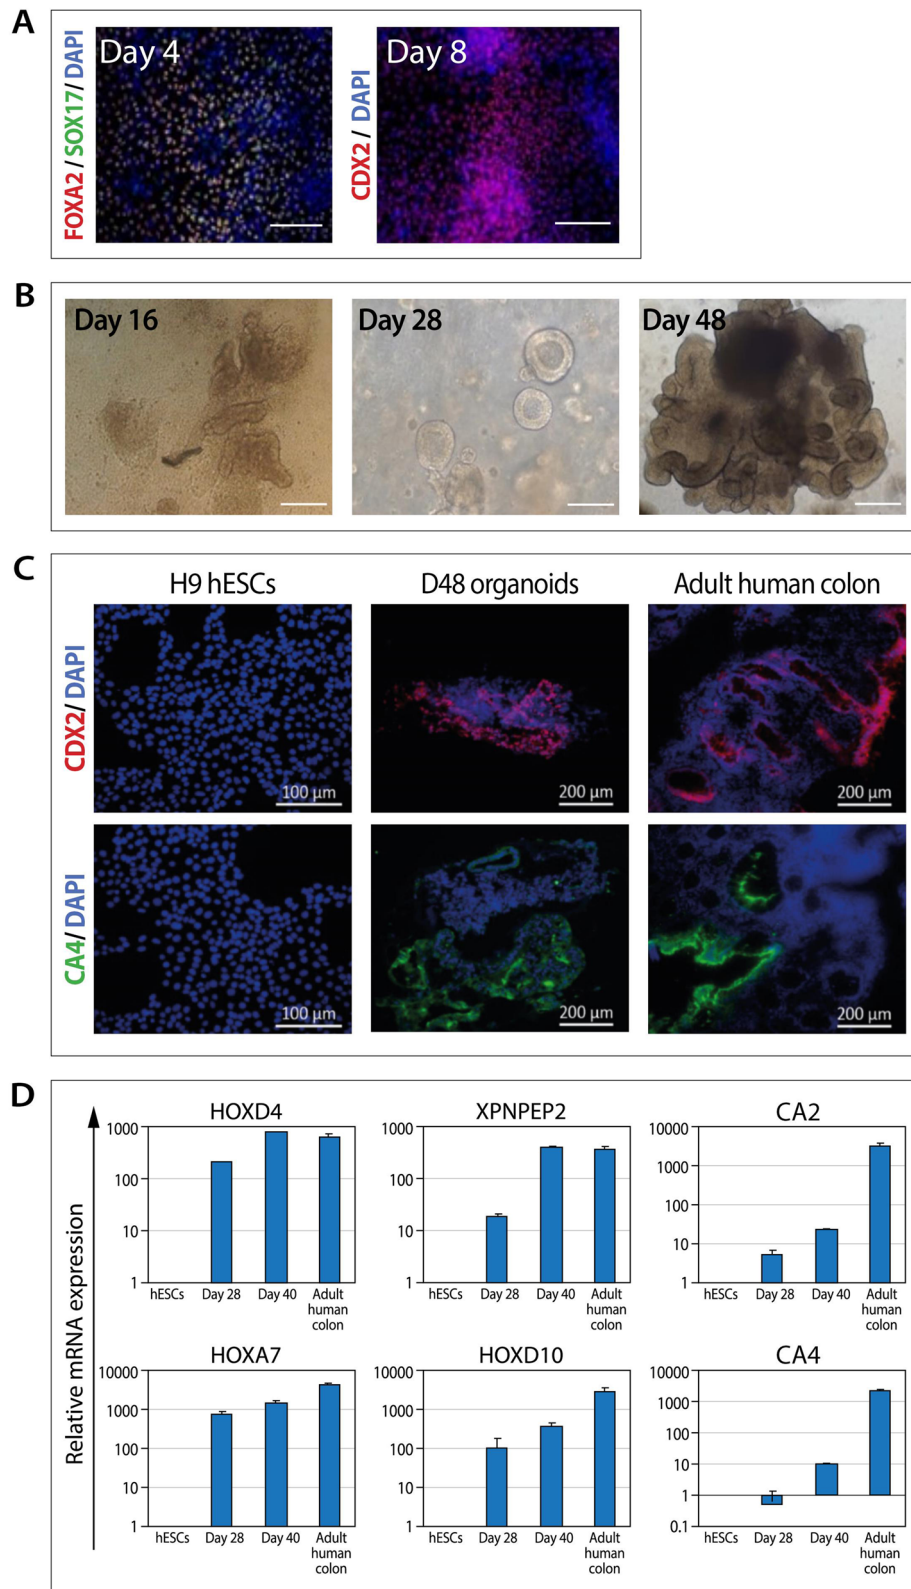 A
FOXA2 / SOX17/ DAPI
Day 4
CDX2 / DAPI
Day 8
B
Day 16
Day 28
Day 48
C
H9 hESCs
D48 organoids
Adult human colon
CDX2/ DAPI
100 µm
200 µm
200 µm
CA4/ DAPI
100 µm
200 µm
200 µm
D
Relative mRNA expression
HOXD4
1000
100
10
1
hESCs
Day 28
Day 40
Adult
human
colon
XPNPEP2
1000
100
10
1
hESCs
Day 28
Day 40
Adult
human
colon
CA2
10000
1000
100
10
1
hESCs
Day 28
Day 40
Adult
human
colon
HOXA7
10000
1000
100
10
1
hESCs
Day 28
Day 40
Adult
human
colon
HOXD10
10000
1000
100
10
1
hESCs
Day 28
Day 40
Adult
human
colon
CA4
10000
1000
100
10
1
0.1
hESCs
Day 28
Day 40
Adult
human
colon